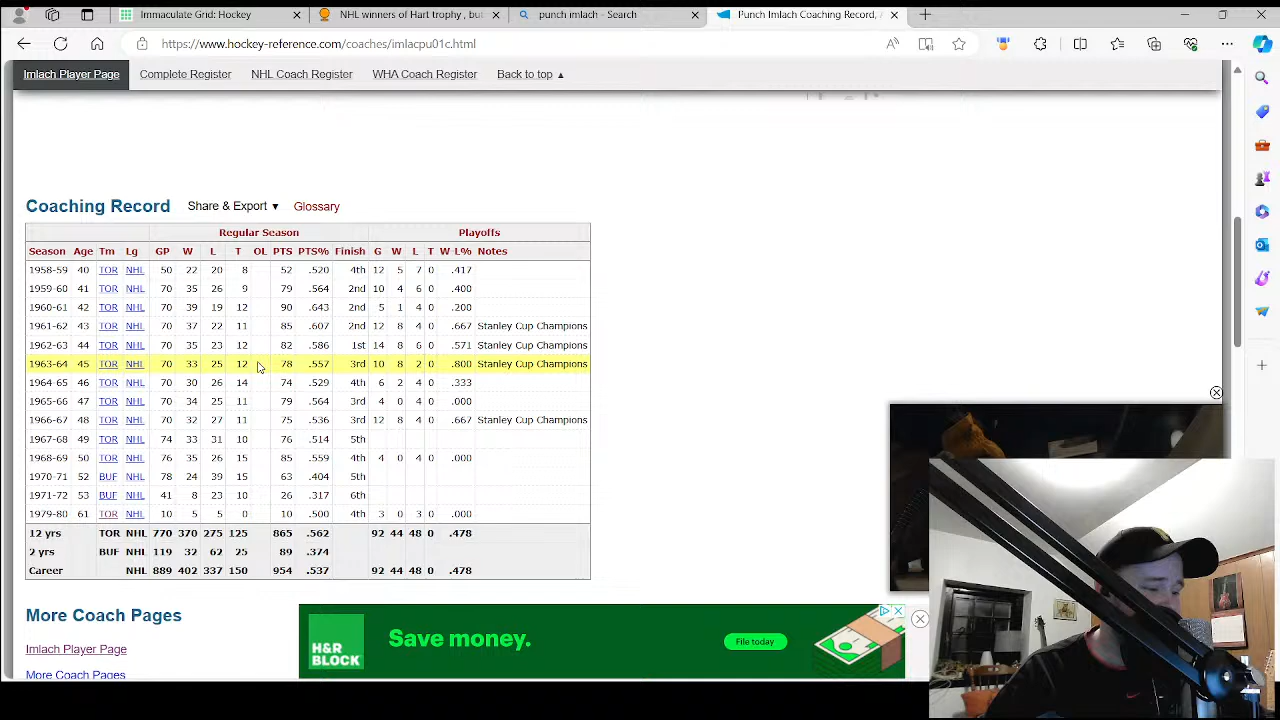 Immaculate Grid: Hockey
NHL winners of Hart trophy , but
punch imlach - Search
Punch Imlach Coaching Record,
https://www.hockey-reference.com/coaches/imlacpu01c.html
Imlach Player Page Complete Register NHL Coach Register WHA Coach Register Back to top ▲
Coaching Record Share & Export ▼ Glossary
Regular Season Playoffs
Season Age Tm Lg GP W L T OL PTS PTS% Finish G W L T W-L% Notes
1958-59 40 TOR NHL 50 22 20 8 52 .520 4th 12 5 7 0 .417
1959-60 41 TOR NHL 70 35 26 9 79 .564 2nd 10 4 6 0 .400
1960-61 42 TOR NHL 70 39 19 12 90 .643 2nd 5 1 4 0 .200
1961-62 43 TOR NHL 70 37 22 11 85 .607 2nd 12 8 4 0 .667 Stanley Cup Champions
1962-63 44 TOR NHL 70 35 23 12 82 .586 1st 14 8 6 0 .571 Stanley Cup Champions
1963-64 45 TOR NHL 70 33 25 12 78 .557 3rd 10 8 2 0 .800 Stanley Cup Champions
1964-65 46 TOR NHL 70 30 26 14 74 .529 4th 6 2 4 0 .333
1965-66 47 TOR NHL 70 34 25 11 79 .564 3rd 4 0 4 0 .000
1966-67 48 TOR NHL 70 32 27 11 75 .536 3rd 12 8 4 0 .667 Stanley Cup Champions
1967-68 49 TOR NHL 74 33 31 10 76 .514 5th
1968-69 50 TOR NHL 76 35 26 15 85 .559 4th 4 0 4 0 .000
1970-71 52 BUF NHL 78 24 39 15 63 .404 5th
1971-72 53 BUF NHL 41 8 23 10 26 .317 6th
1979-80 61 TOR NHL 10 5 5 0 10 .500 4th 3 0 3 0 .000
12 yrs TOR NHL 770 370 275 125 865 .562 92 44 48 0 .478
2 yrs BUF NHL 119 32 62 25 89 .374
Career NHL 889 402 337 150 954 .537 92 44 48 0 .478
More Coach Pages
Imlach Player Page
More Coach Pages
H&R
BLOCK
Save money.
File today